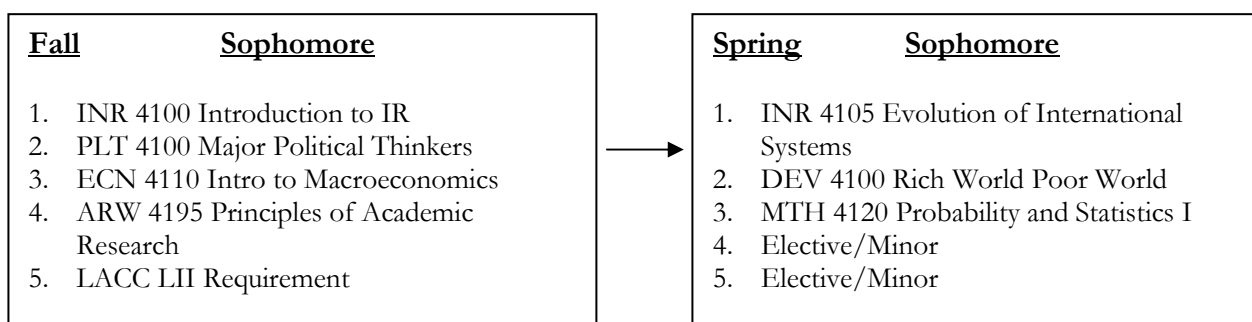 Fall Sophomore
1. INR 4100 Introduction to IR
2. PLT 4100 Major Political Thinkers
3. ECN 4110 Intro to Macroeconomics
4. ARW 4195 Principles of Academic
Research
5. LACC LII Requirement
Spring Sophomore
1. INR 4105 Evolution of International
Systems
2. DEV 4100 Rich World Poor World
3. MTH 4120 Probability and Statistics I
4. Elective/Minor
5. Elective/Minor